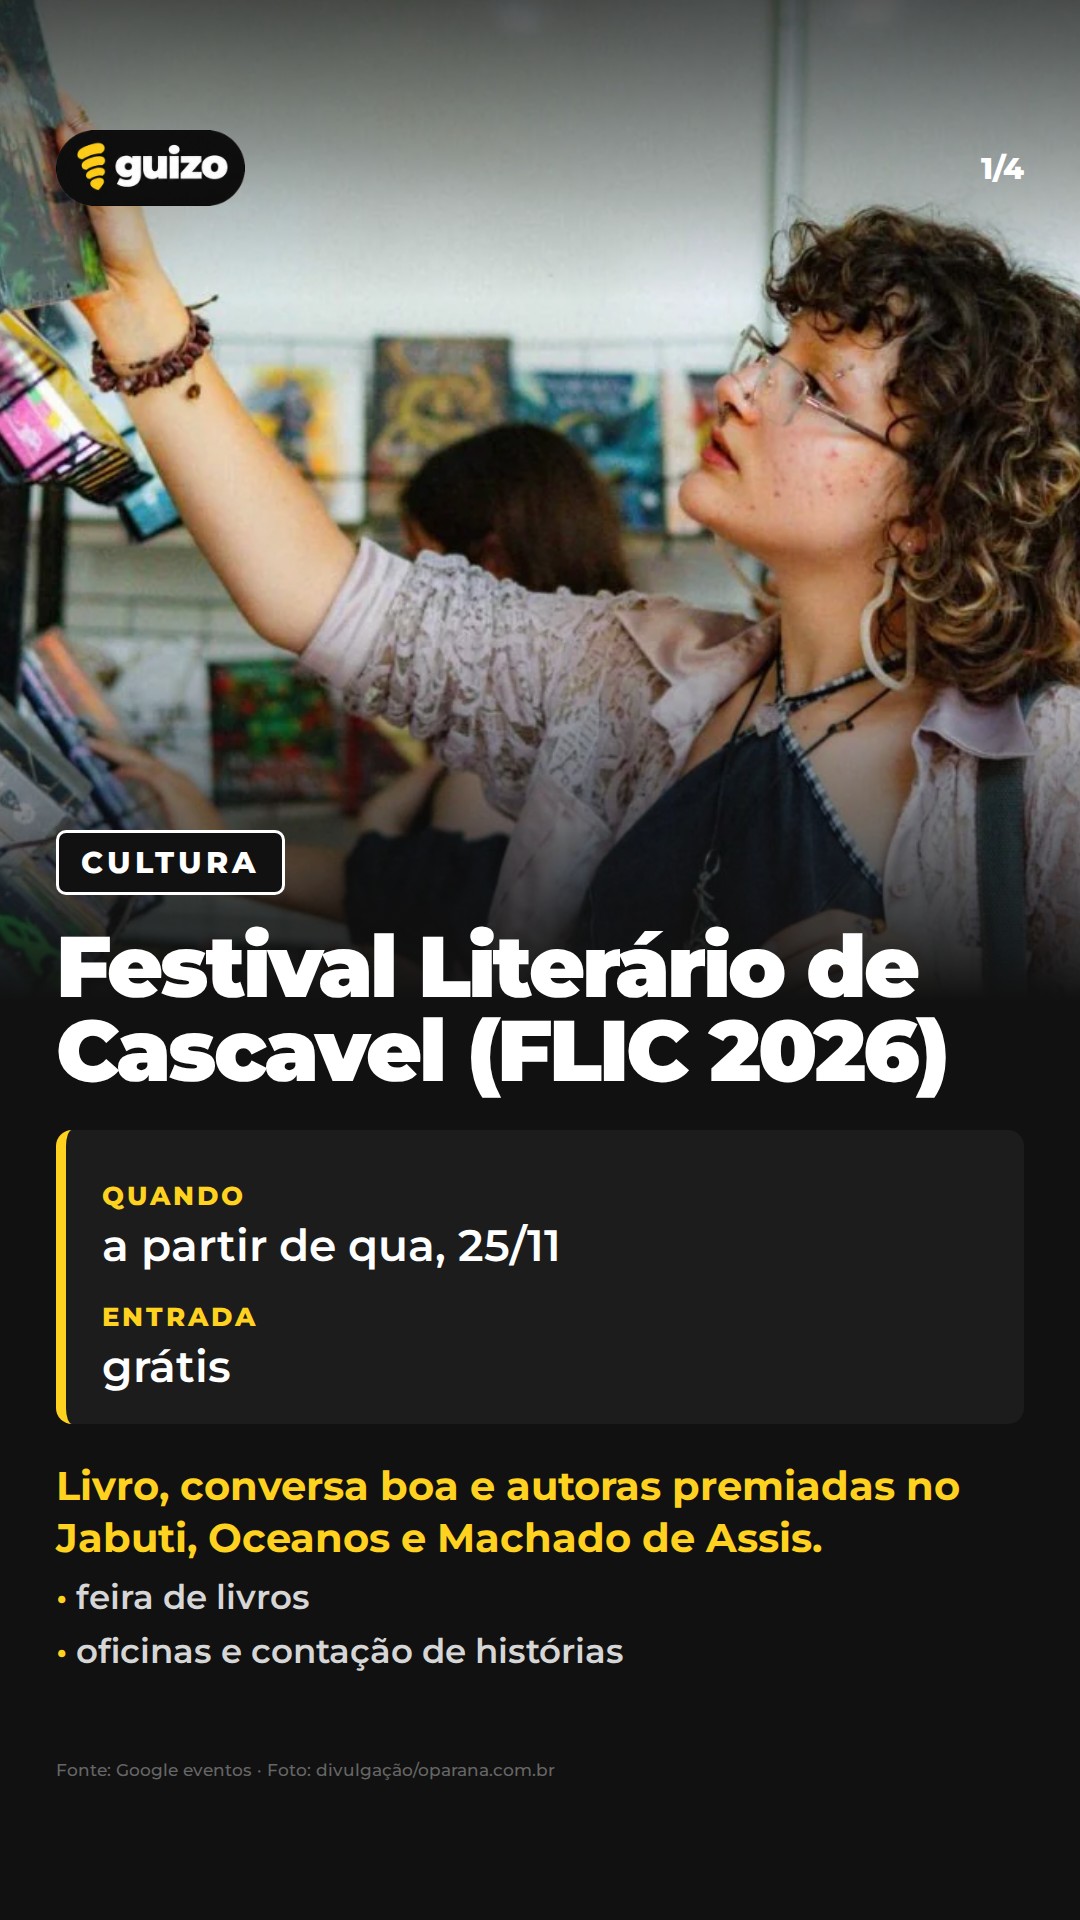 guizo
1/4
CULTURA
Festival Literário de
Cascavel (FLIC 2026)
QUANDO
a partir de qua, 25/11
ENTRADA
grátis
Livro, conversa boa e autoras premiadas no
Jabuti, Oceanos e Machado de Assis.
• feira de livros
• oficinas e contação de histórias
Fonte: Google eventos · Foto: divulgação/oparana.com.br